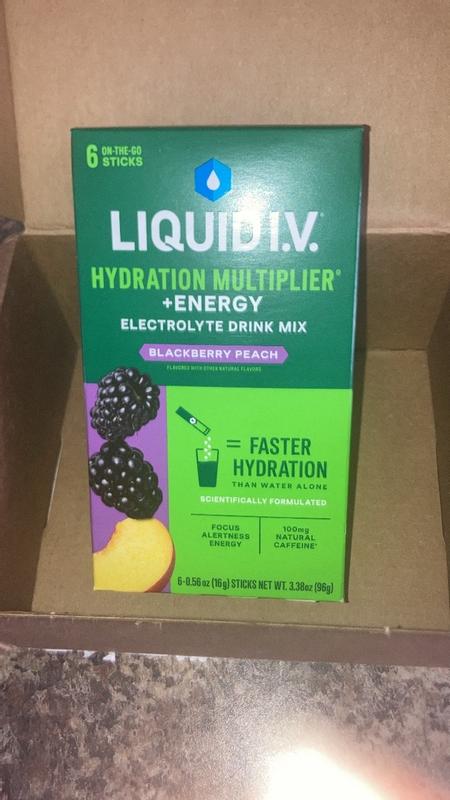 6 ON-THE-GO
STICKS
LIQUID I.V.®
HYDRATION MULTIPLIER®
+ENERGY
ELECTROLYTE DRINK MIX
BLACKBERRY PEACH
FLAVORED WITH OTHER NATURAL FLAVORS
= FASTER
HYDRATION
THAN WATER ALONE
SCIENTIFICALLY FORMULATED
FOCUS
ALERTNESS
ENERGY
100mg
NATURAL
CAFFEINE*
6-0.56oz (16g) STICKS NET WT. 3.38oz (96g)